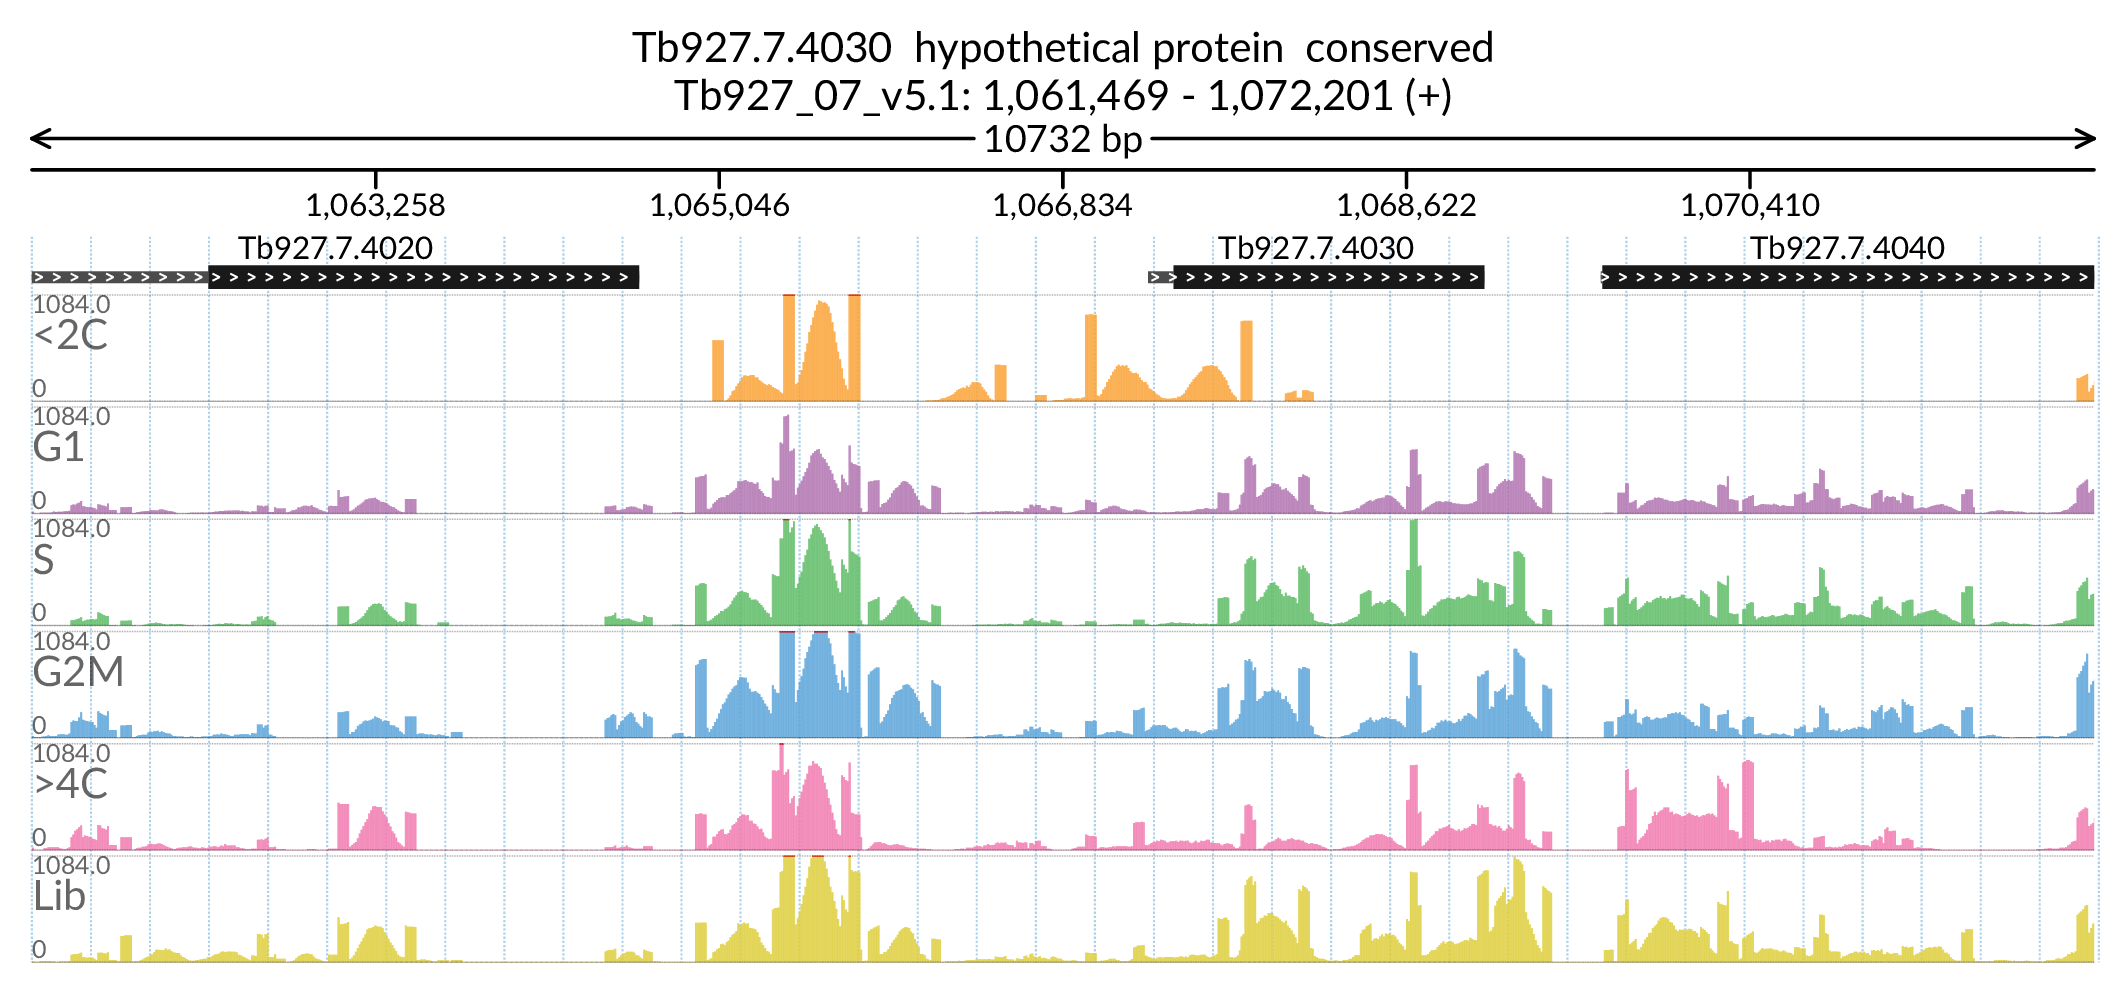 Tb927.7.4030  hypothetical protein  conserved
Tb927_07_v5.1: 1,061,469 - 1,072,201 (+)
10732 bp
1,063,258 1,065,046 1,066,834 1,068,622 1,070,410
Tb927.7.4020 Tb927.7.4030 Tb927.7.4040
1084.0
<2C
0
1084.0
G1
0
1084.0
S
0
1084.0
G2M
0
1084.0
>4C
0
1084.0
Lib
0